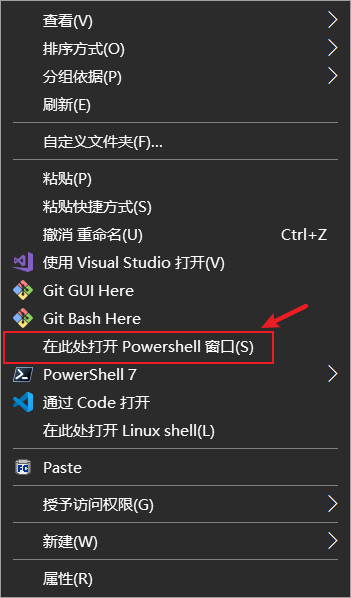 查看(V)
排序方式(O)
分组依据(P)
刷新(E)
自定义文件夹(F)...
粘贴(P)
粘贴快捷方式(S)
撤消 重命名(U) Ctrl+Z
使用 Visual Studio 打开(V)
Git GUI Here
Git Bash Here
在此处打开 Powershell 窗口(S)
PowerShell 7
通过 Code 打开
在此处打开 Linux shell(L)
FC Paste
授予访问权限(G)
新建(W)
属性(R)